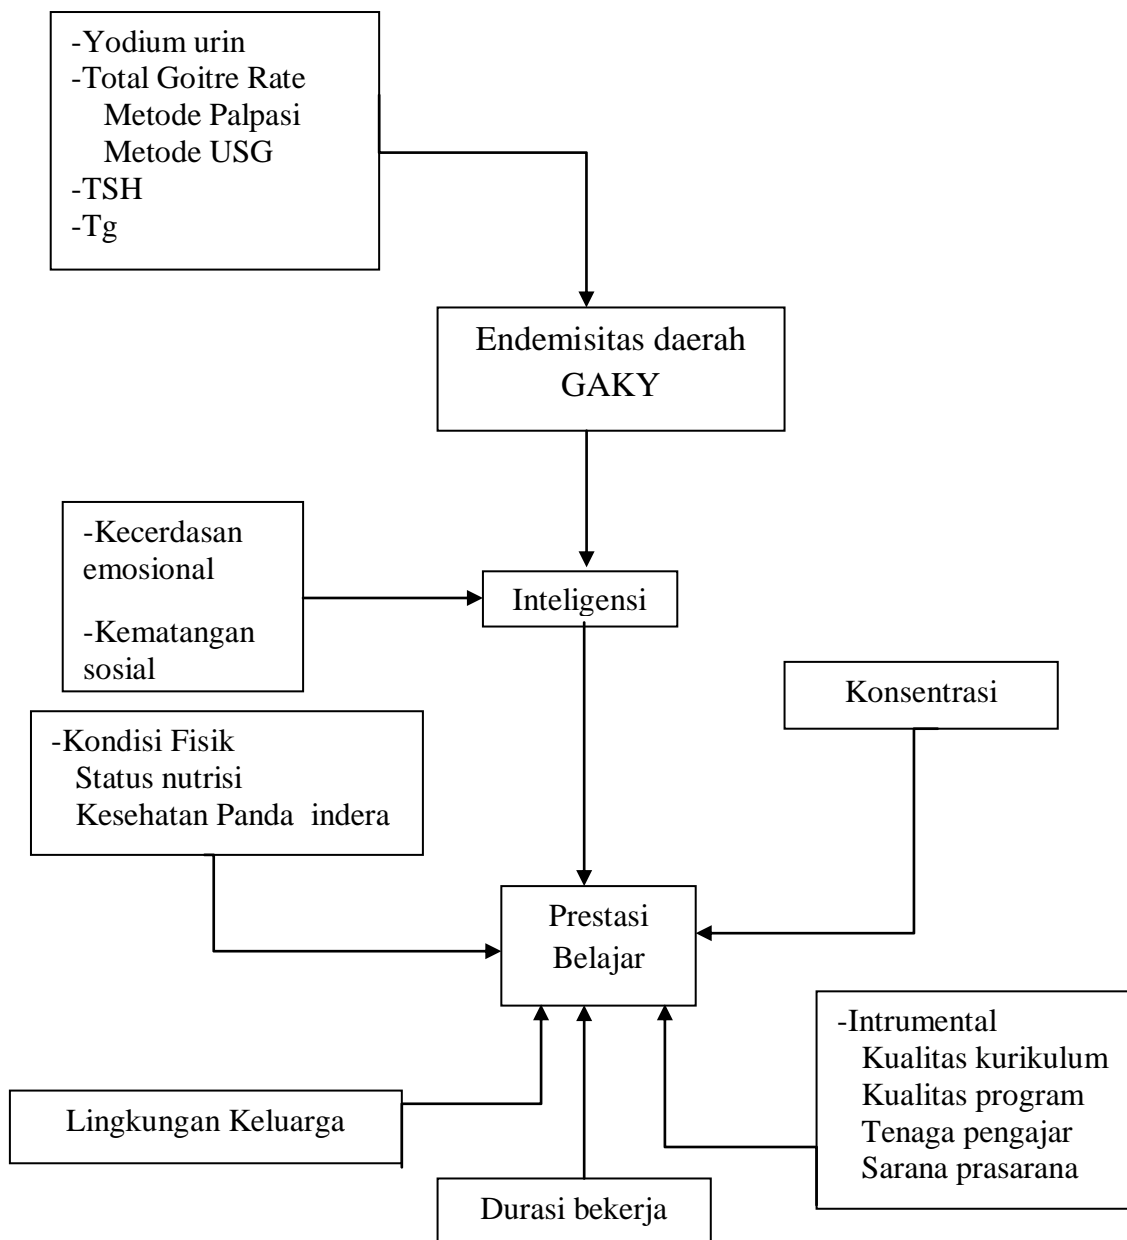 -Yodium urin
-Total Goitre Rate
Metode Palpasi
Metode USG
-TSH
-Tg
Endemisitas daerah
GAKY
-Kecerdasan
emosional
-Kematangan
sosial
Inteligensi
Konsentrasi
-Kondisi Fisik
Status nutrisi
Kesehatan Panda indera
Prestasi
Belajar
-Intrumental
Kualitas kurikulum
Kualitas program
Tenaga pengajar
Sarana prasarana
Lingkungan Keluarga
Durasi bekerja